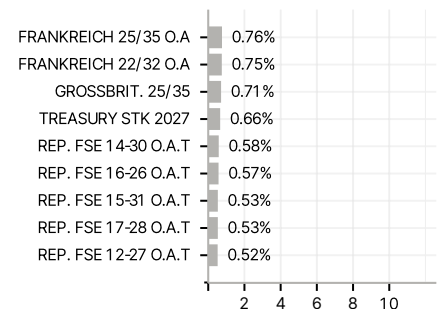 FRANKREICH 25/35 O.A 0.76%
FRANKREICH 22/32 O.A 0.75%
GROSSBRIT. 25/35 0.71%
TREASURY STK 2027 0.66%
REP. FSE 14-30 O.A.T 0.58%
REP. FSE 16-26 O.A.T 0.57%
REP. FSE 15-31 O.A.T 0.53%
REP. FSE 17-28 O.A.T 0.53%
REP. FSE 12-27 O.A.T 0.52%
2 4 6 8 10